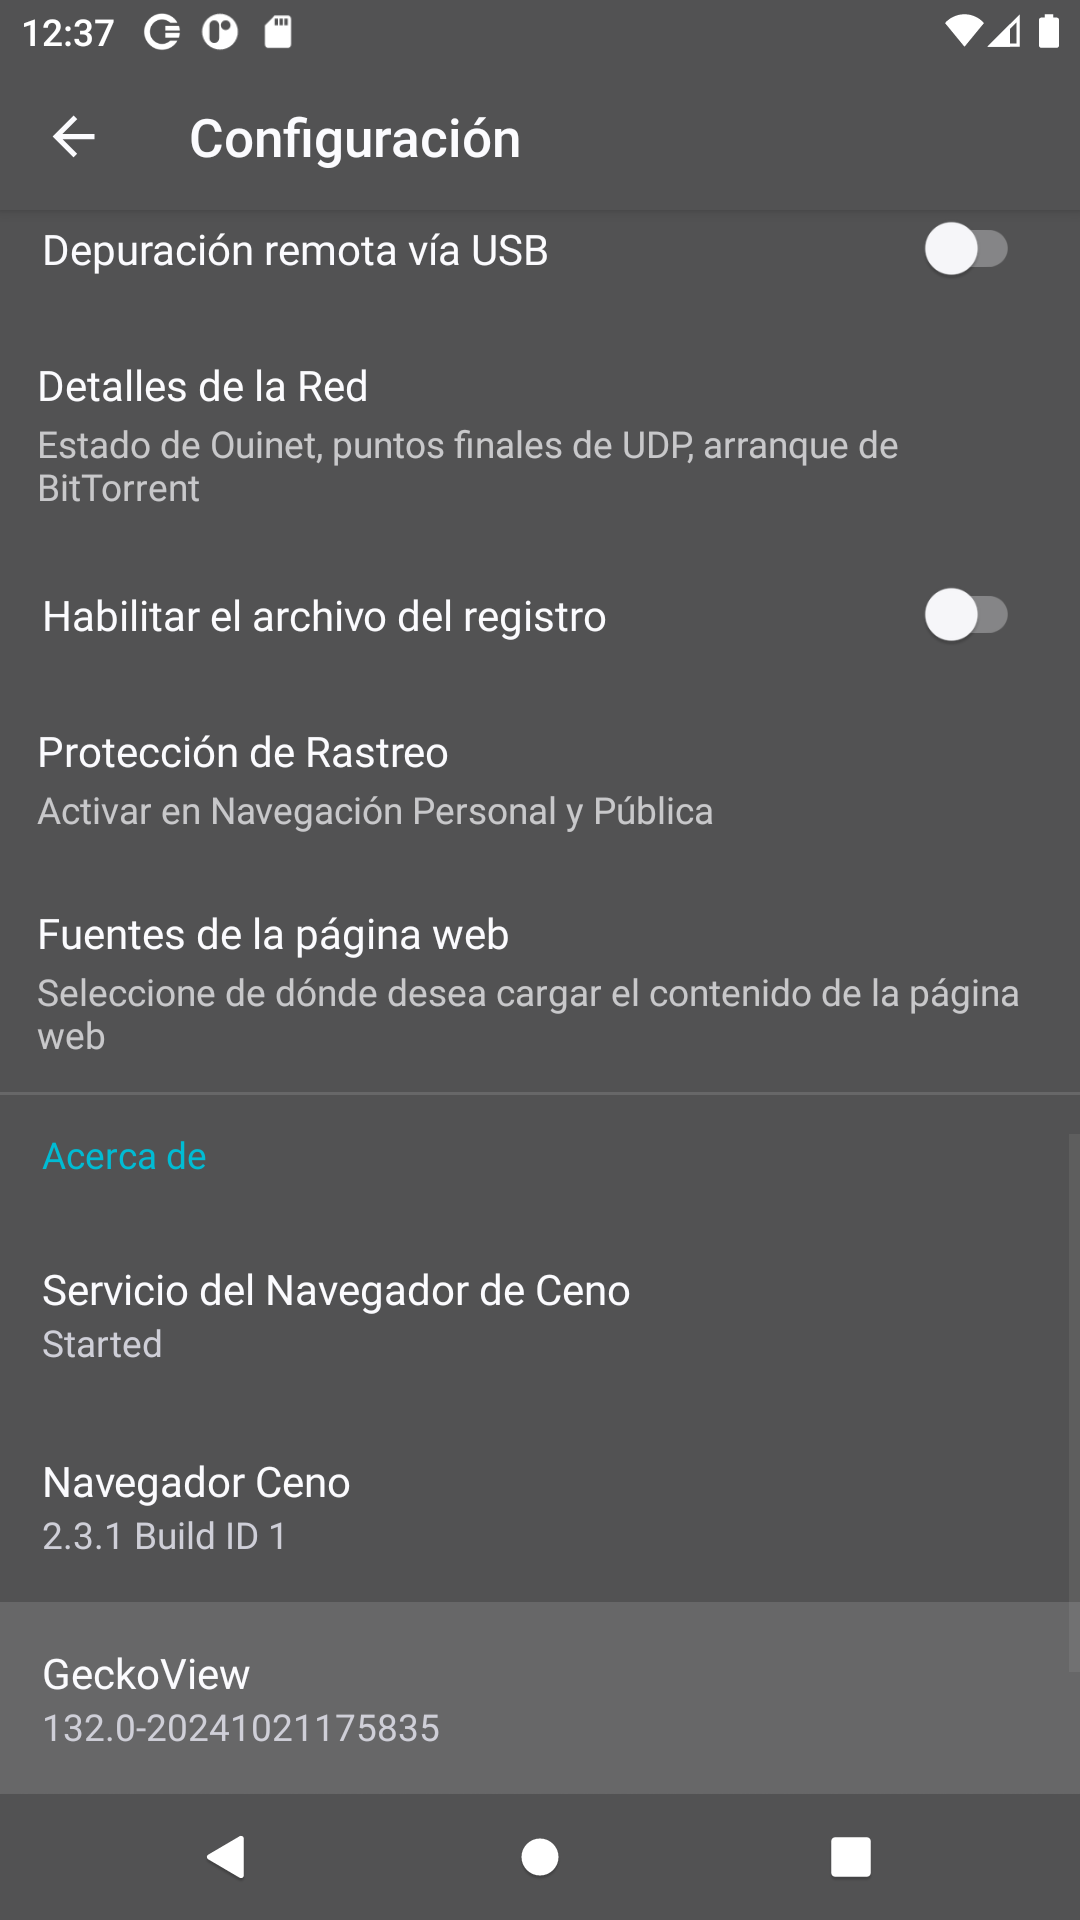 12:37
Configuración
Depuración remota vía USB
Detalles de la Red
Estado de Ouinet, puntos finales de UDP, arranque de
BitTorrent
Habilitar el archivo del registro
Protección de Rastreo
Activar en Navegación Personal y Pública
Fuentes de la página web
Seleccione de dónde desea cargar el contenido de la página
web
Acerca de
Servicio del Navegador de Ceno
Started
Navegador Ceno
2.3.1 Build ID 1
GeckoView
132.0-20241021175835